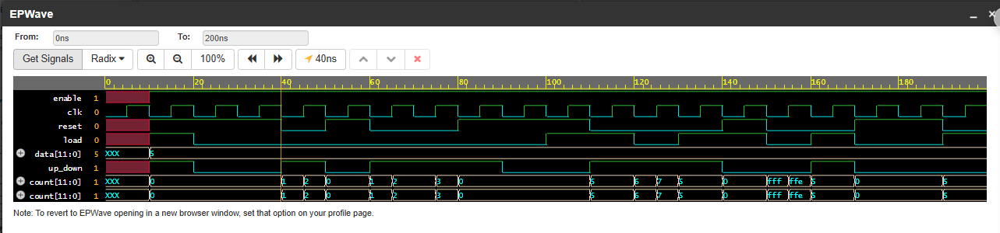 EPWave
From: 0ns To: 200ns
Get Signals Radix 100% 40ns
0 20 40 60 80 100 120 140 160 180
enable 1
clk 0
reset 0
load 0
data[11:0] 5 XXX 5
up_down 1
count[11:0] 1 XXX 0 1 2 0 1 2 3 0 5 6 7 5 0 fff ffe 5 0 5
count[11:0] 1 XXX 0 1 2 0 1 2 3 0 5 6 7 5 0 fff ffe 5 0 5
Note: To revert to EPWave opening in a new browser window, set that option on your profile page.